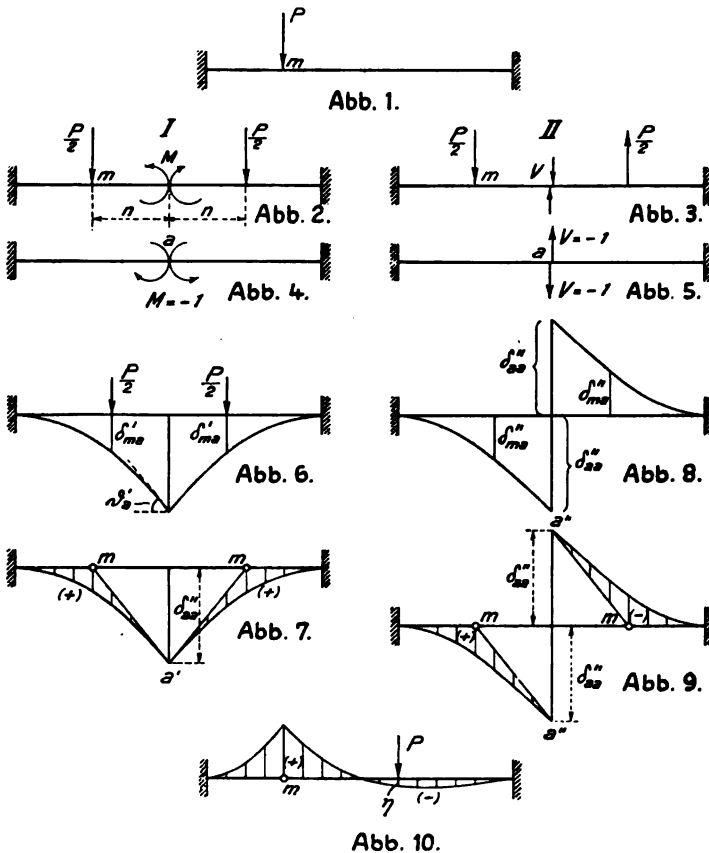 P
m
Abb. 1.
I
P/2
M
P/2
m
n
n
Abb. 2.
II
P/2
m
V
P/2
Abb. 3.
a
M = -1
Abb. 4.
V = -1
a
V = -1
Abb. 5.
P/2
P/2
δ'ma
δ'ma
ϑ'a
Abb. 6.
m
m
(+)
(+)
δ''aa
a'
Abb. 7.
δ''aa
δ''ma
δ''ma
δ''aa
Abb. 8.
a''
δ''aa
m
m
(+)
(-)
δ''aa
a''
Abb. 9.
P
(+)
m
η
(-)
Abb. 10.